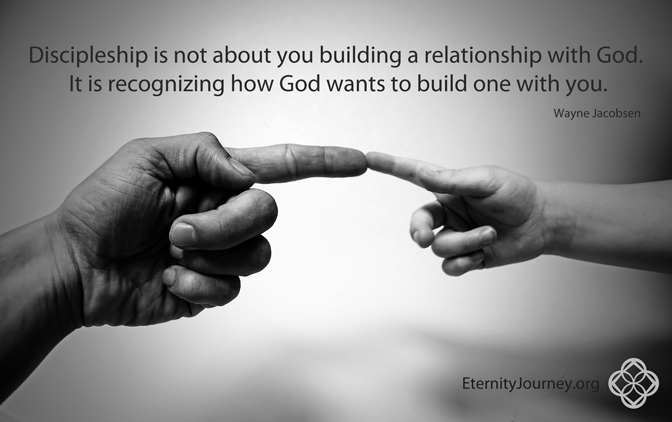 Discipleship is not about you building a relationship with God.
It is recognizing how God wants to build one with you.
Wayne Jacobsen
EternityJourney.org